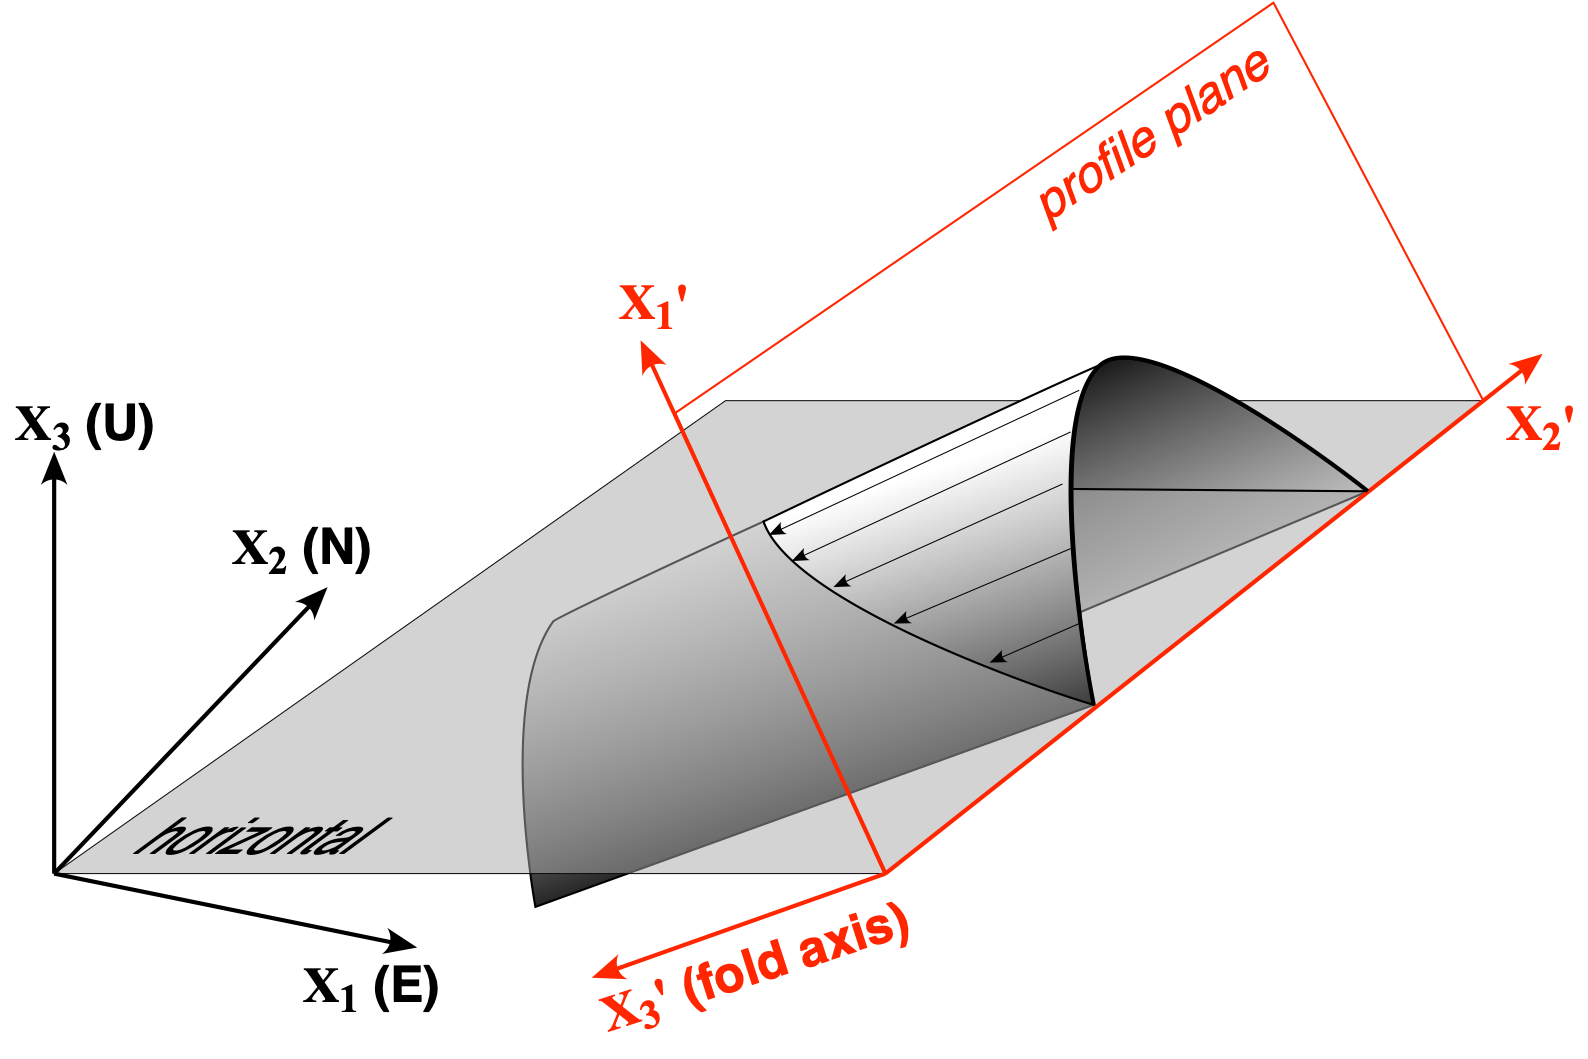 profile plane
X₁'
X₃ (U)
X₂'
X₂ (N)
horizontal
X₃' (fold axis)
X₁ (E)